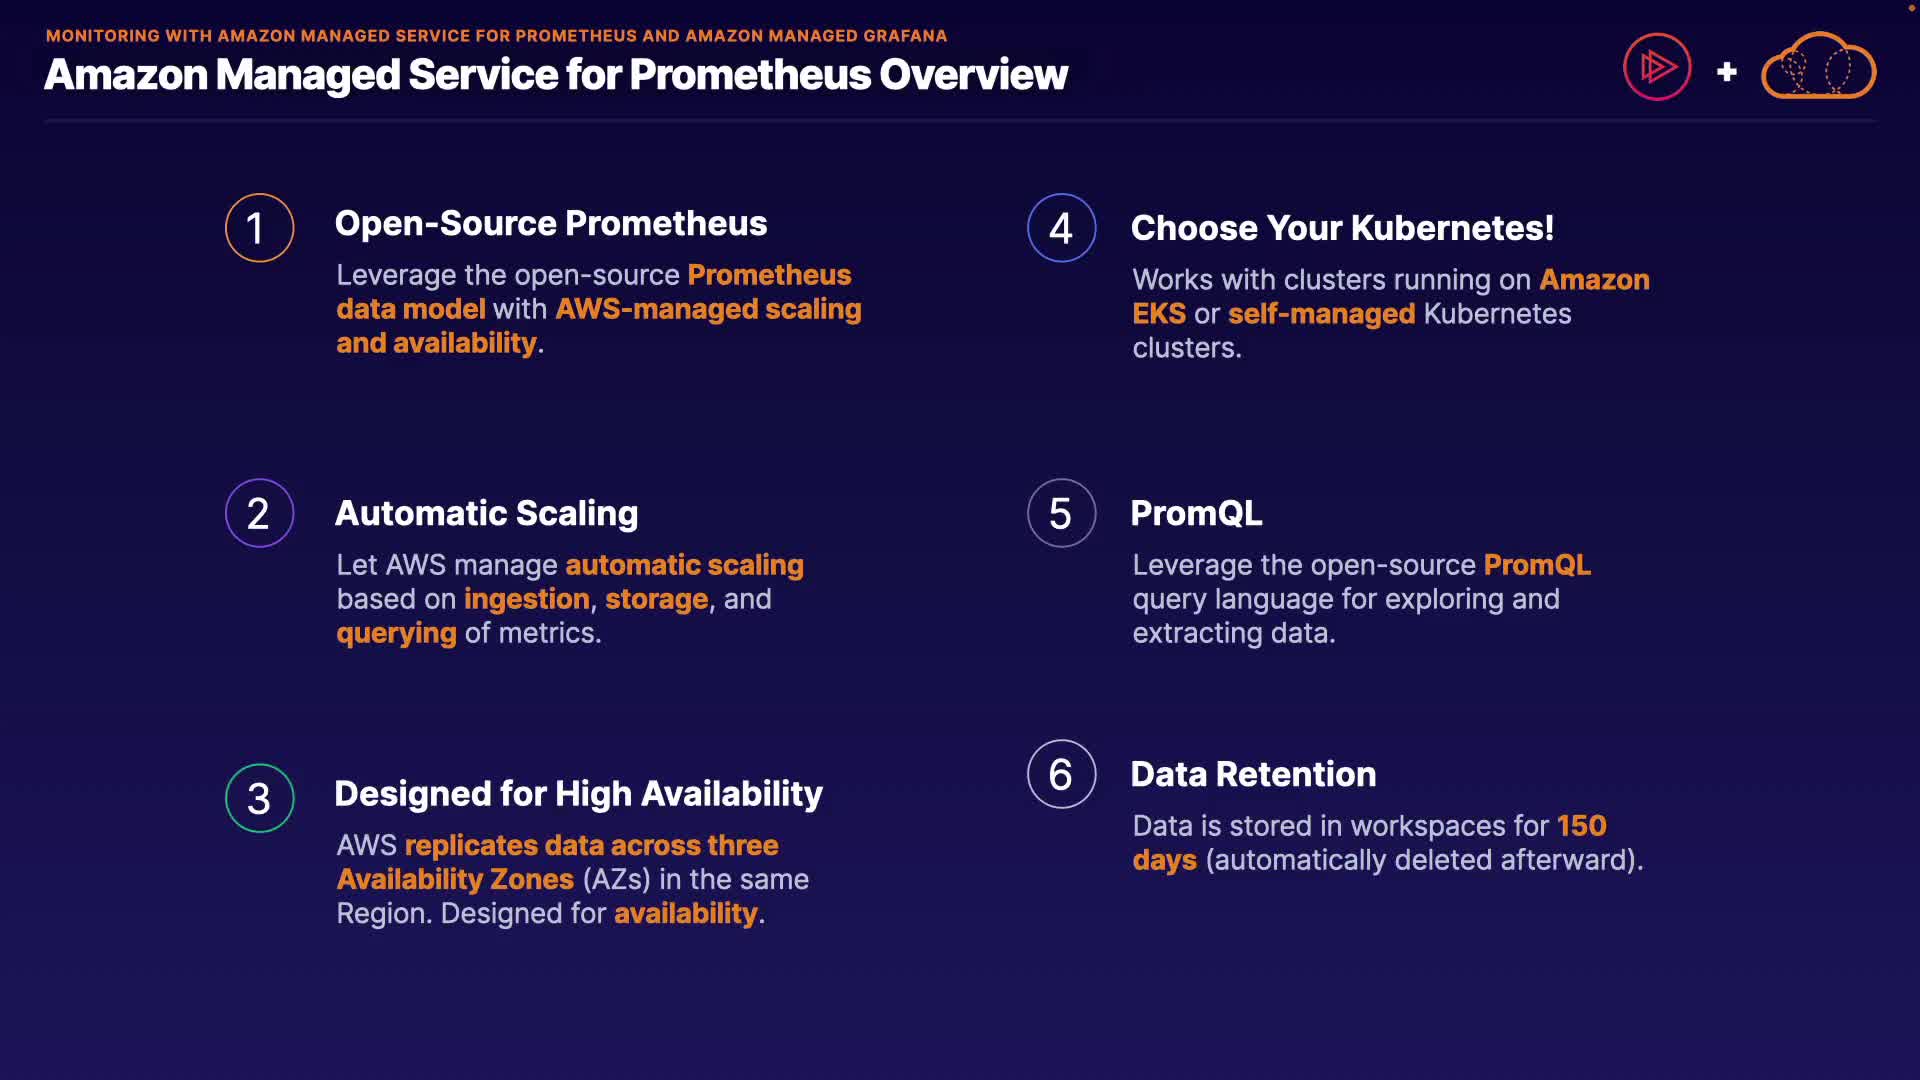 MONITORING WITH AMAZON MANAGED SERVICE FOR PROMETHEUS AND AMAZON MANAGED GRAFANA
Amazon Managed Service for Prometheus Overview
+
1
Open-Source Prometheus
Leverage the open-source Prometheus
data model with AWS-managed scaling
and availability.
2
Automatic Scaling
Let AWS manage automatic scaling
based on ingestion, storage, and
querying of metrics.
3
Designed for High Availability
AWS replicates data across three
Availability Zones (AZs) in the same
Region. Designed for availability.
4
Choose Your Kubernetes!
Works with clusters running on Amazon
EKS or self-managed Kubernetes
clusters.
5
PromQL
Leverage the open-source PromQL
query language for exploring and
extracting data.
6
Data Retention
Data is stored in workspaces for 150
days (automatically deleted afterward).